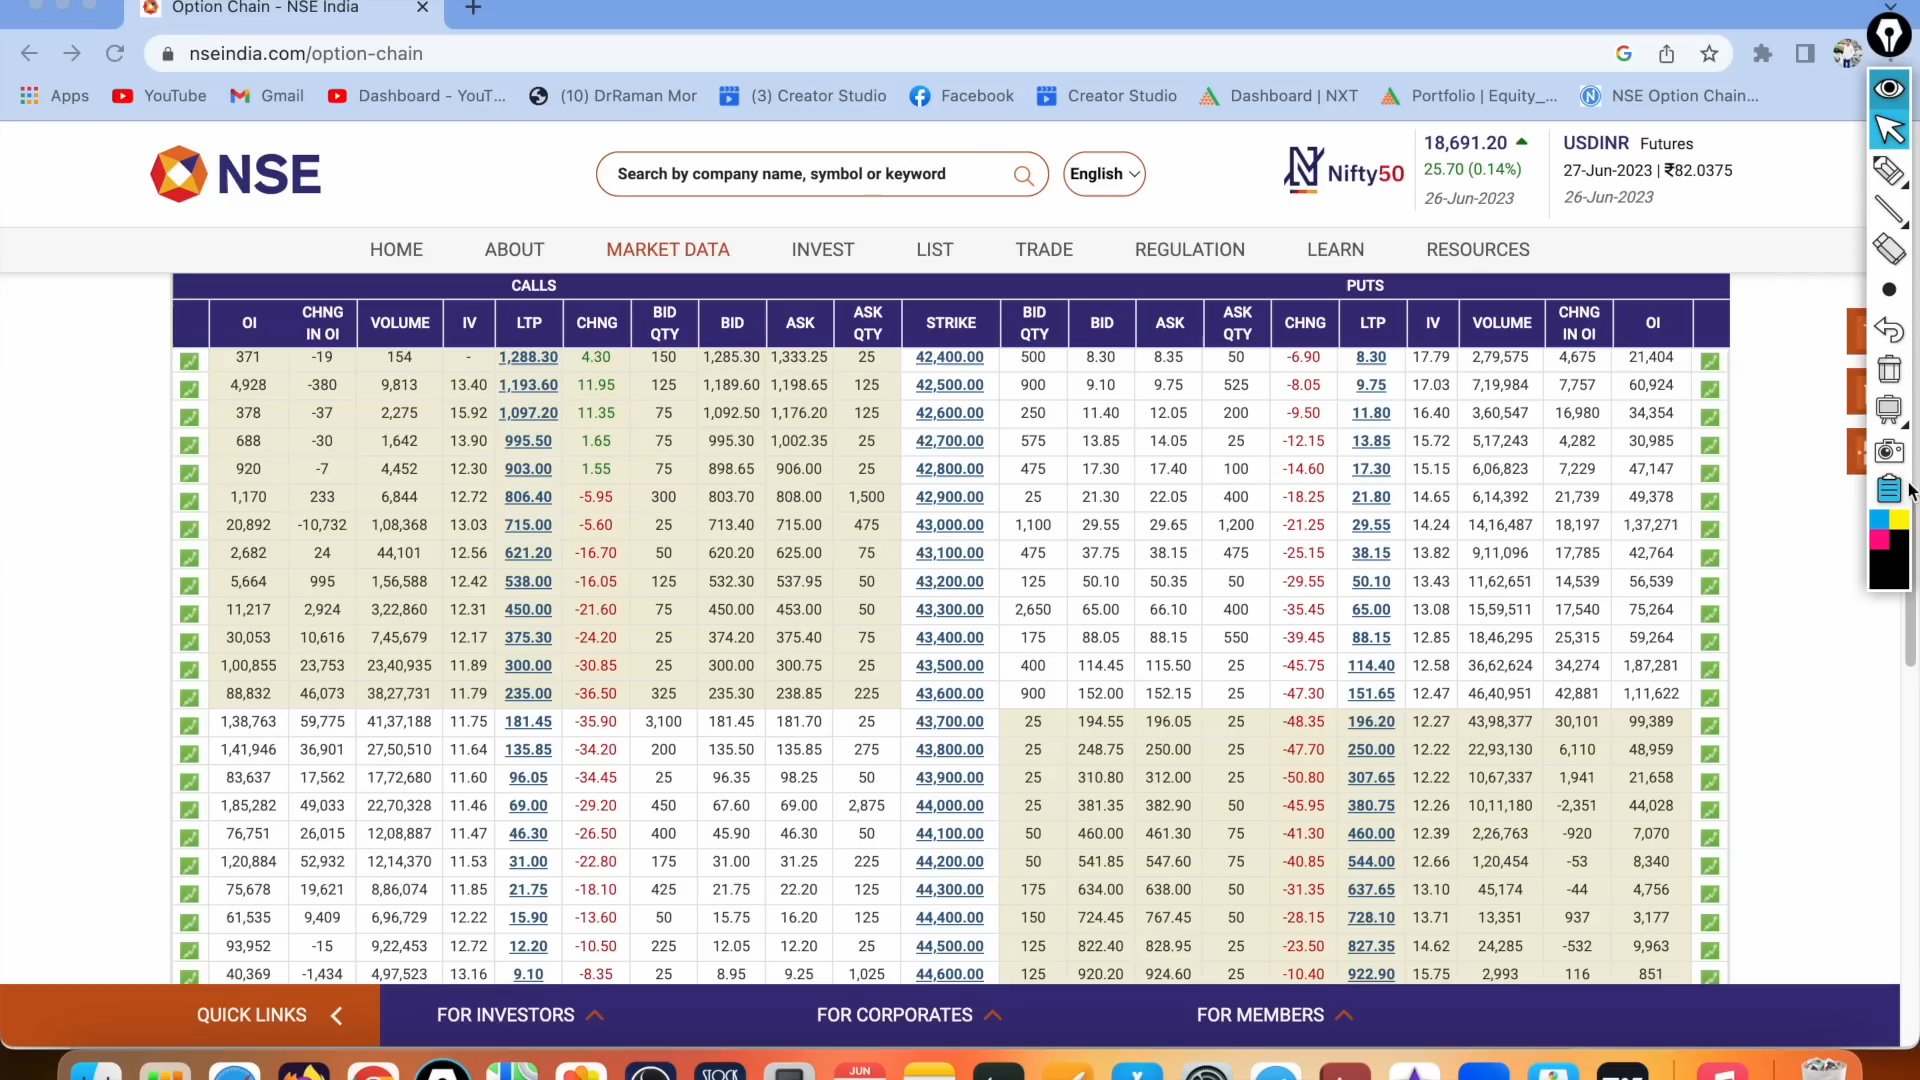 Option Chain - NSE India
nseindia.com/option-chain
Apps YouTube Gmail Dashboard - YouT... (10) DrRaman Mor (3) Creator Studio Facebook Creator Studio Dashboard | NXT Portfolio | Equity_... NSE Option Chain...
NSE
Search by company name, symbol or keyword
English
Nifty50
18,691.20
25.70 (0.14%)
26-Jun-2023
USDINR Futures
27-Jun-2023 | ₹82.0375
26-Jun-2023
HOME ABOUT MARKET DATA INVEST LIST TRADE REGULATION LEARN RESOURCES
CALLS PUTS
OI CHNG IN OI VOLUME IV LTP CHNG BID QTY BID ASK ASK QTY STRIKE BID QTY BID ASK ASK QTY CHNG LTP IV VOLUME CHNG IN OI OI
371 -19 154 - 1,288.30 4.30 150 1,285.30 1,333.25 25 42,400.00 500 8.30 8.35 50 -6.90 8.30 17.79 2,79,575 4,675 21,404
4,928 -380 9,813 13.40 1,193.60 11.95 125 1,189.60 1,198.65 125 42,500.00 900 9.10 9.75 525 -8.05 9.75 17.03 7,19,984 7,757 60,924
378 -37 2,275 15.92 1,097.20 11.35 75 1,092.50 1,176.20 125 42,600.00 250 11.40 12.05 200 -9.50 11.80 16.40 3,60,547 16,980 34,354
688 -30 1,642 13.90 995.50 1.65 75 995.30 1,002.35 25 42,700.00 575 13.85 14.05 25 -12.15 13.85 15.72 5,17,243 4,282 30,985
920 -7 4,452 12.30 903.00 1.55 75 898.65 906.00 25 42,800.00 475 17.30 17.40 100 -14.60 17.30 15.15 6,06,823 7,229 47,147
1,170 233 6,844 12.72 806.40 -5.95 300 803.70 808.00 1,500 42,900.00 25 21.30 22.05 400 -18.25 21.80 14.65 6,14,392 21,739 49,378
20,892 -10,732 1,08,368 13.03 715.00 -5.60 25 713.40 715.00 475 43,000.00 1,100 29.55 29.65 1,200 -21.25 29.55 14.24 14,16,487 18,197 1,37,271
2,682 24 44,101 12.56 621.20 -16.70 50 620.20 625.00 75 43,100.00 475 37.75 38.15 475 -25.15 38.15 13.82 9,11,096 17,785 42,764
5,664 995 1,56,588 12.42 538.00 -16.05 125 532.30 537.95 50 43,200.00 125 50.10 50.35 50 -29.55 50.10 13.43 11,62,651 14,539 56,539
11,217 2,924 3,22,860 12.31 450.00 -21.60 75 450.00 453.00 50 43,300.00 2,650 65.00 66.10 400 -35.45 65.00 13.08 15,59,511 17,540 75,264
30,053 10,616 7,45,679 12.17 375.30 -24.20 25 374.20 375.40 75 43,400.00 175 88.05 88.15 550 -39.45 88.15 12.85 18,46,295 25,315 59,264
1,00,855 23,753 23,40,935 11.89 300.00 -30.85 25 300.00 300.75 25 43,500.00 400 114.45 115.50 25 -45.75 114.40 12.58 36,62,624 34,274 1,87,281
88,832 46,073 38,27,731 11.79 235.00 -36.50 325 235.30 238.85 225 43,600.00 900 152.00 152.15 25 -47.30 151.65 12.47 46,40,951 42,881 1,11,622
1,38,763 59,775 41,37,188 11.75 181.45 -35.90 3,100 181.45 181.70 25 43,700.00 25 194.55 196.05 25 -48.35 196.20 12.27 43,98,377 30,101 99,389
1,41,946 36,901 27,50,510 11.64 135.85 -34.20 200 135.50 135.85 275 43,800.00 25 248.75 250.00 25 -47.70 250.00 12.22 22,93,130 6,110 48,959
83,637 17,562 17,72,680 11.60 96.05 -34.45 25 96.35 98.25 50 43,900.00 25 310.80 312.00 25 -50.80 307.65 12.22 10,67,337 1,941 21,658
1,85,282 49,033 22,70,328 11.46 69.00 -29.20 450 67.60 69.00 2,875 44,000.00 25 381.35 382.90 50 -45.95 380.75 12.26 10,11,180 -2,351 44,028
76,751 26,015 12,08,887 11.47 46.30 -26.50 400 45.90 46.30 50 44,100.00 50 460.00 461.30 75 -41.30 460.00 12.39 2,26,763 -920 7,070
1,20,884 52,932 12,14,370 11.53 31.00 -22.80 175 31.00 31.25 225 44,200.00 50 541.85 547.60 75 -40.85 544.00 12.66 1,20,454 -53 8,340
75,678 19,621 8,86,074 11.85 21.75 -18.10 425 21.75 22.20 125 44,300.00 175 634.00 638.00 50 -31.35 637.65 13.10 45,174 -44 4,756
61,535 9,409 6,96,729 12.22 15.90 -13.60 50 15.75 16.20 125 44,400.00 150 724.45 767.45 50 -28.15 728.10 13.71 13,351 937 3,177
93,952 -15 9,22,453 12.72 12.20 -10.50 225 12.05 12.20 25 44,500.00 125 822.40 828.95 25 -23.50 827.35 14.62 24,285 -532 9,963
40,369 -1,434 4,97,523 13.16 9.10 -8.35 25 8.95 9.25 1,025 44,600.00 125 920.20 924.60 25 -10.40 922.90 15.75 2,993 116 851
QUICK LINKS FOR INVESTORS FOR CORPORATES FOR MEMBERS
STOCK JUN